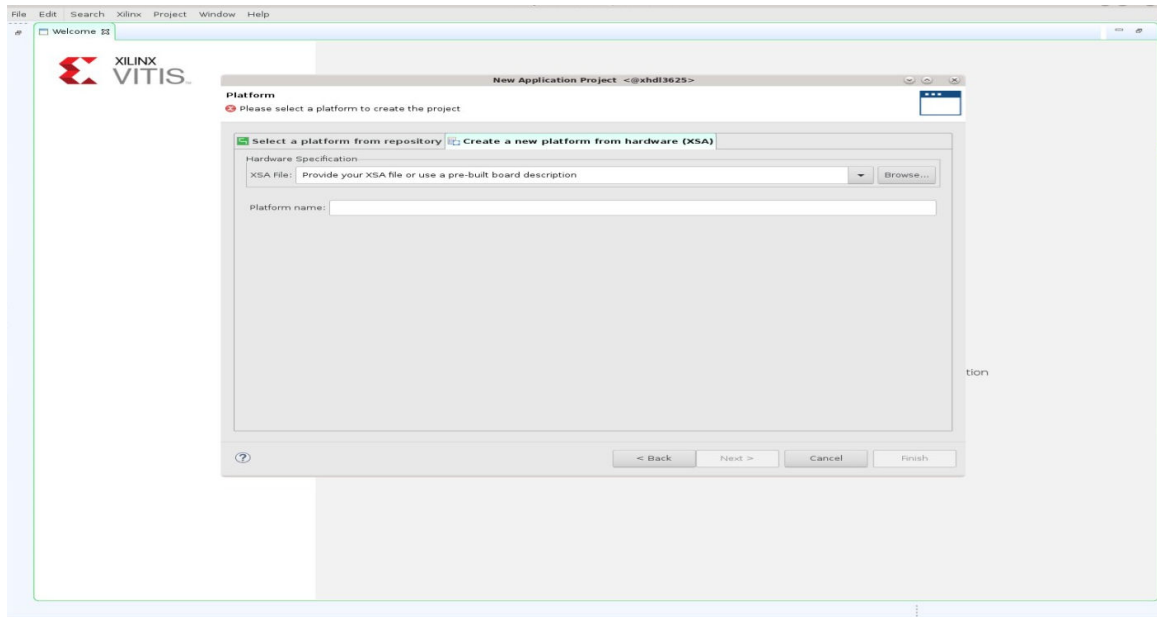 File Edit Search Xilinx Project Window Help
Welcome
XILINX
VITIS
New Application Project <@xhdl3625>
Platform
Please select a platform to create the project
Select a platform from repository Create a new platform from hardware (XSA)
Hardware Specification
XSA File: Provide your XSA file or use a pre-built board description Browse...
Platform name:
tion
? < Back Next > Cancel Finish